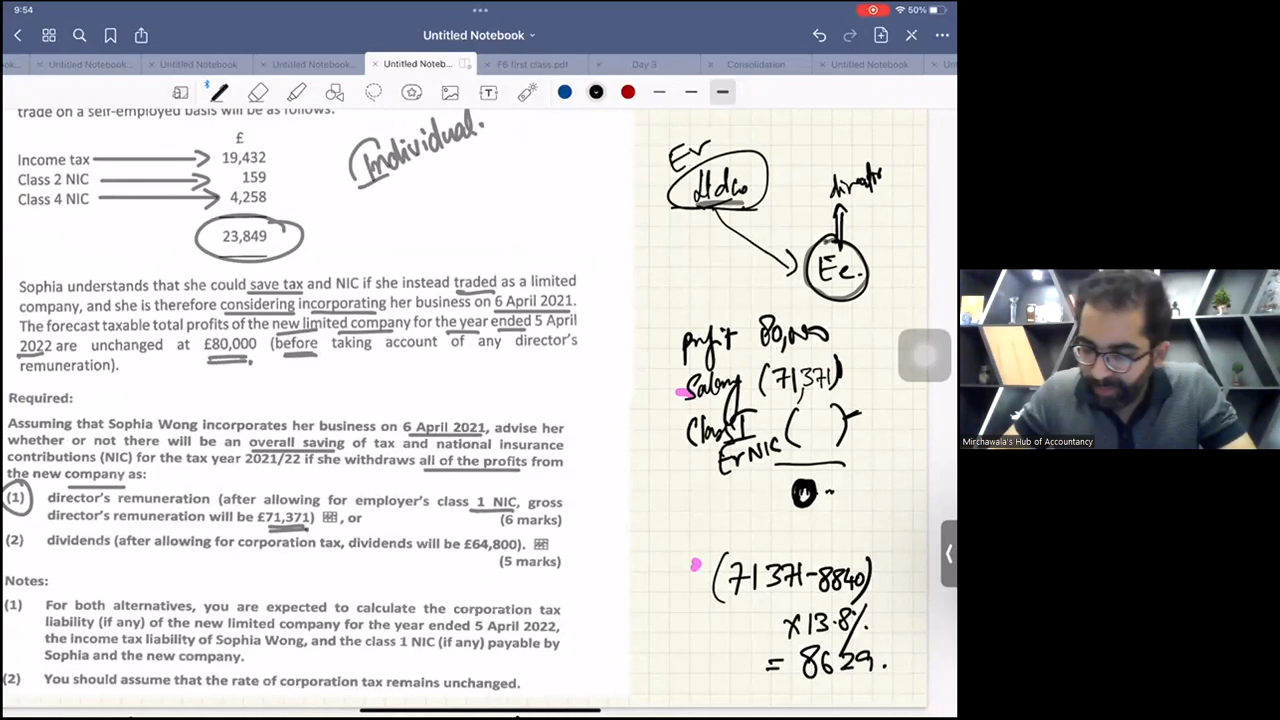 9:54
50%
Untitled Notebook
ok...
Untitled Notebook...
Untitled Notebook
Untitled Notebook...
Untitled Noteb...
F6 first class.pdf
Day 3
Consolidation
Untitled Notebook
Un
trade on a self-employed basis will be as follows:
£
Income tax 19,432
Class 2 NIC 159
Class 4 NIC 4,258
23,849
Individual.
Sophia understands that she could save tax and NIC if she instead traded as a limited
company, and she is therefore considering incorporating her business on 6 April 2021.
The forecast taxable total profits of the new limited company for the year ended 5 April
2022 are unchanged at £80,000 (before taking account of any director's
remuneration).
Required:
Assuming that Sophia Wong incorporates her business on 6 April 2021, advise her
whether or not there will be an overall saving of tax and national insurance
contributions (NIC) for the tax year 2021/22 if she withdraws all of the profits from
the new company as:
(1) director's remuneration (after allowing for employer's class 1 NIC, gross
director's remuneration will be £71,371) , or (6 marks)
(2) dividends (after allowing for corporation tax, dividends will be £64,800).
(5 marks)
Notes:
(1) For both alternatives, you are expected to calculate the corporation tax
liability (if any) of the new limited company for the year ended 5 April 2022,
the income tax liability of Sophia Wong, and the class 1 NIC (if any) payable by
Sophia and the new company.
(2) You should assume that the rate of corporation tax remains unchanged.
Er
Ltd co
director
Ee.
profit 80,000
Salary (71,371)
Class I ( )
Er NIC
(71371-8840)
x 13.8%
= 8629.
Mirchawala's Hub of Accountancy